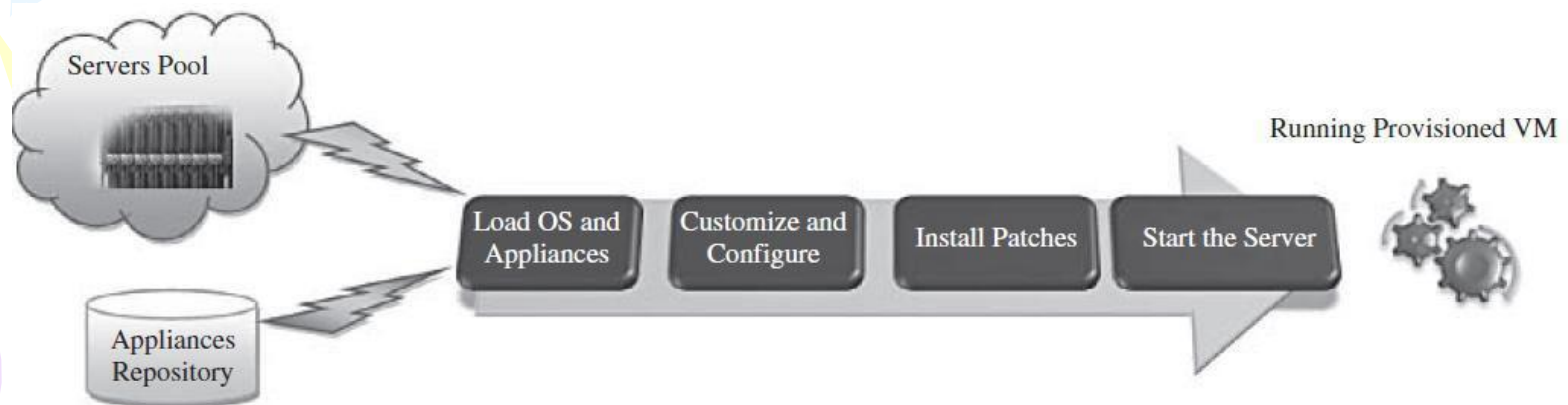 Servers Pool
Running Provisioned VM
Load OS and
Appliances
Customize and
Configure
Install Patches
Start the Server
Appliances
Repository